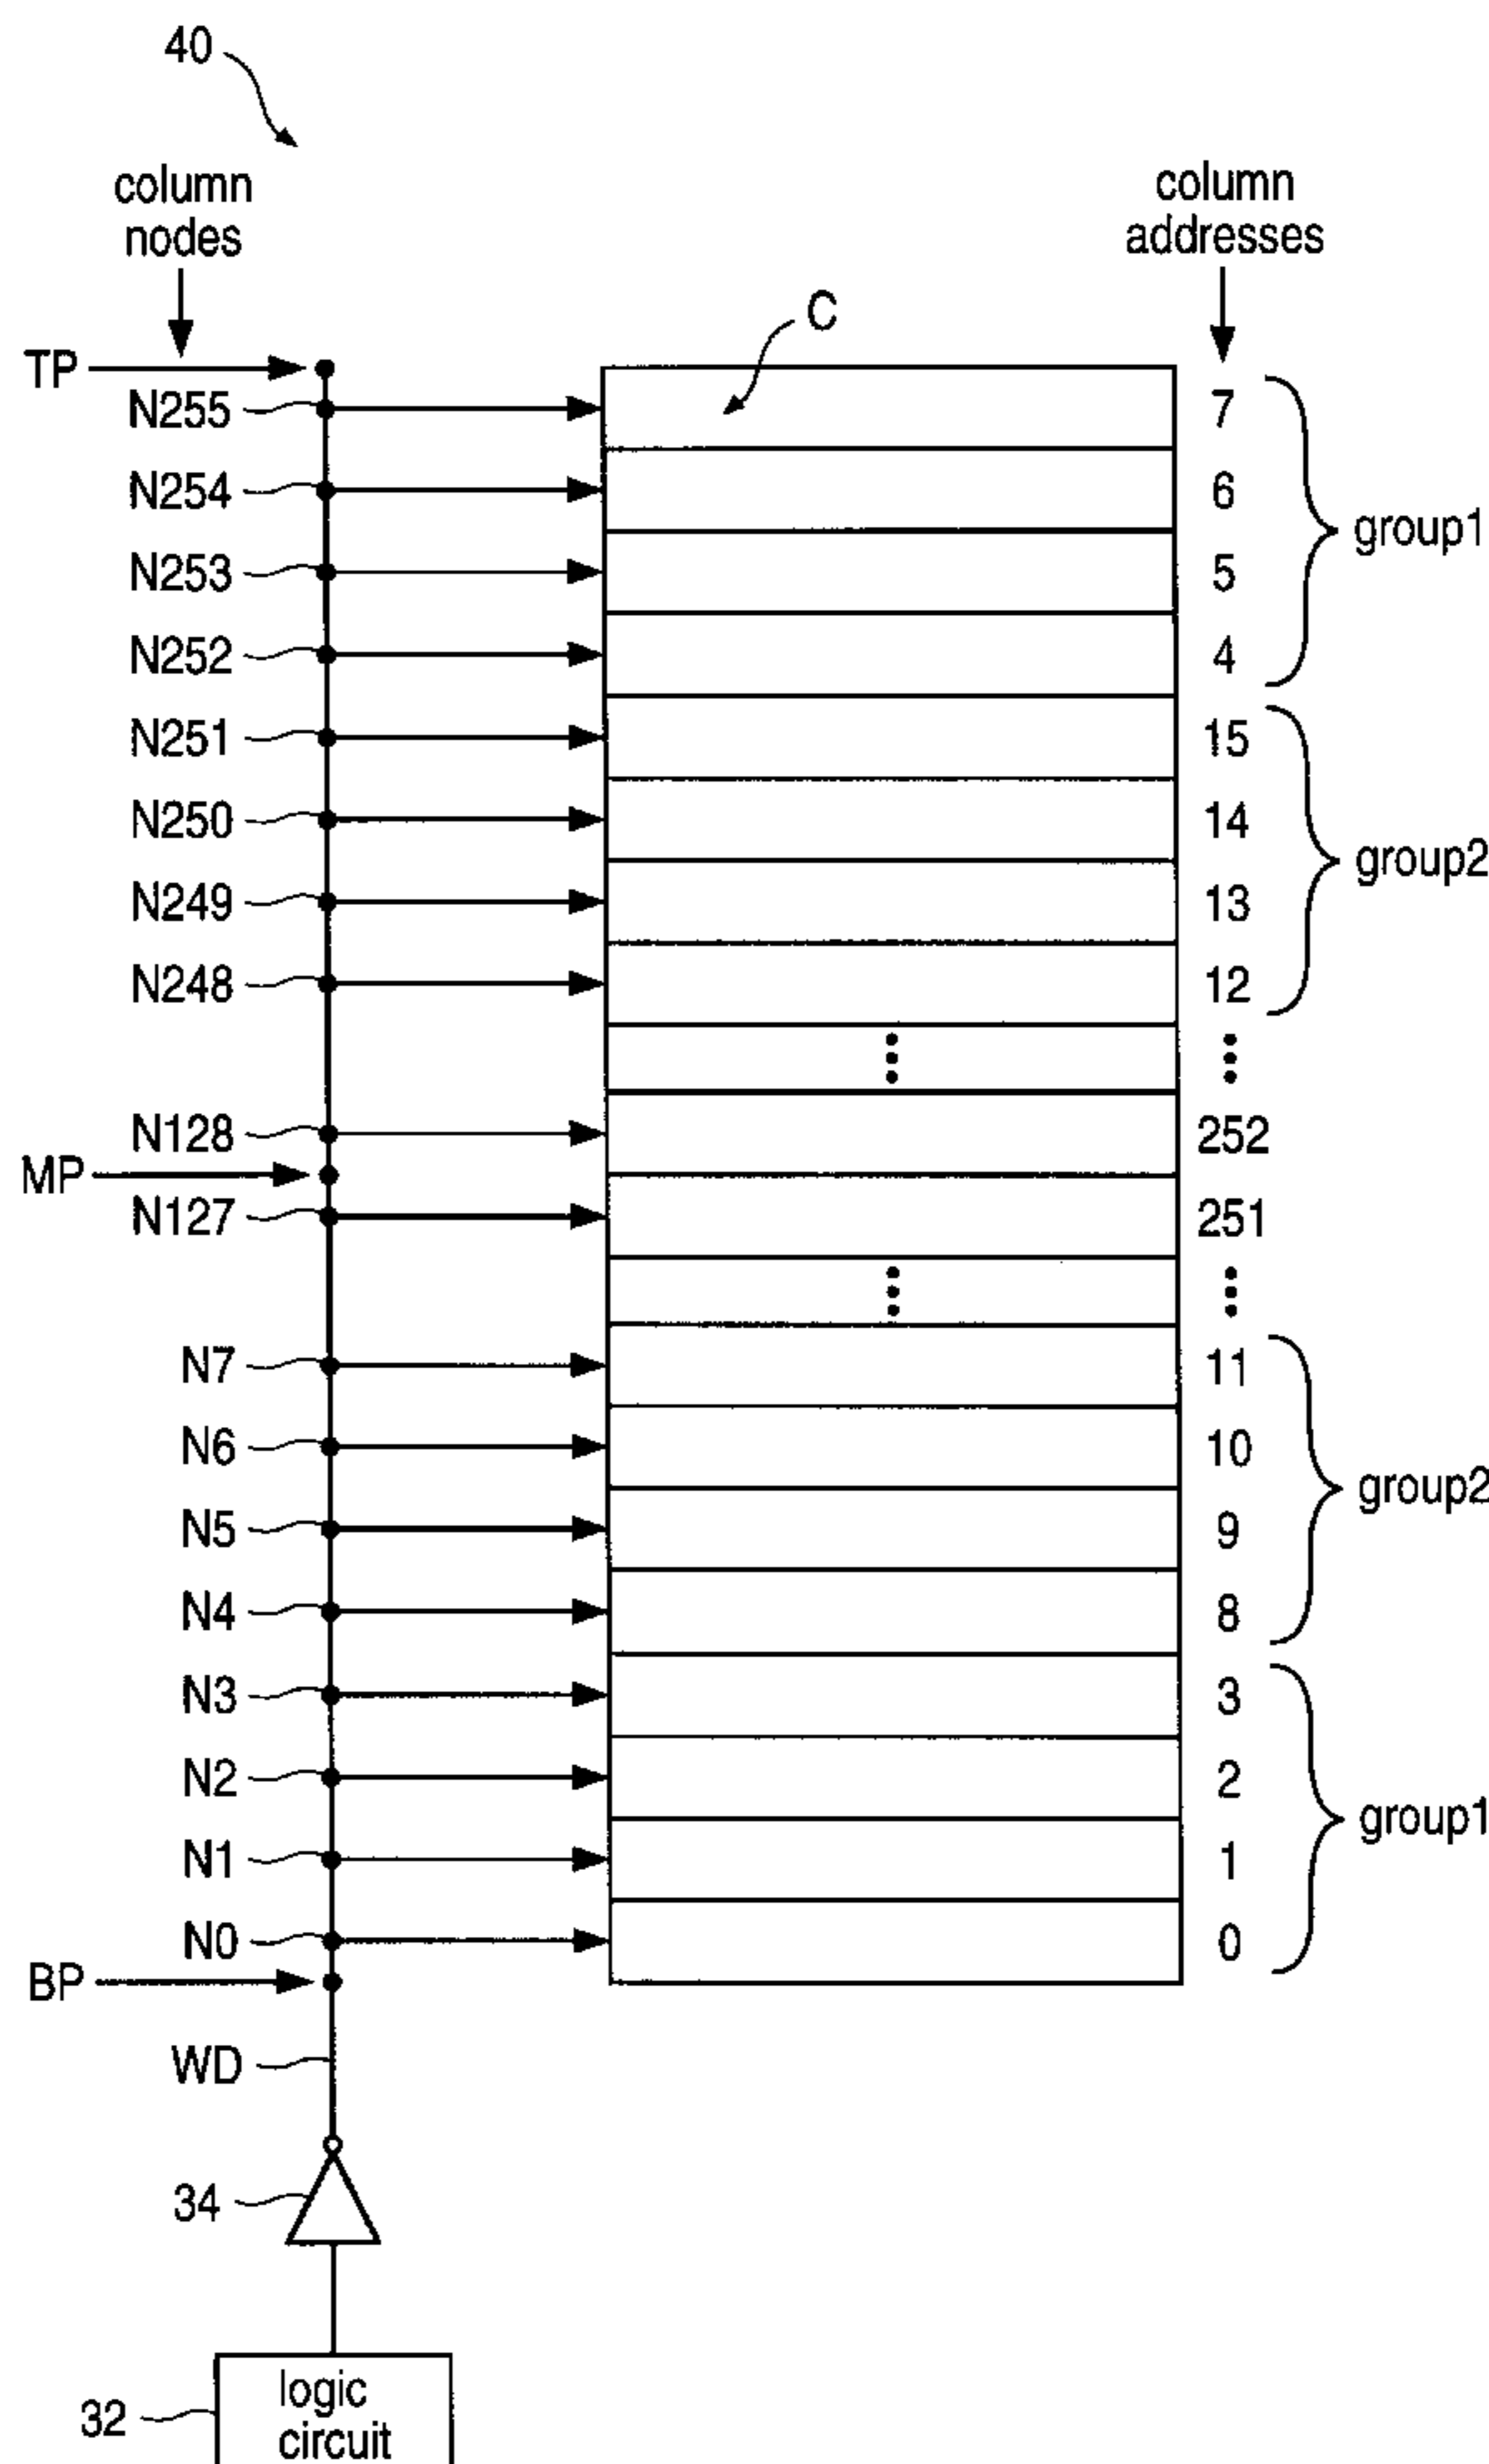 40
column
nodes
column
addresses
C
TP
N255
7
N254
6
group1
N253
5
N252
4
N251
15
N250
14
group2
N249
13
N248
12
N128
252
MP
N127
251
N7
11
N6
10
group2
N5
9
N4
8
N3
3
N2
2
group1
N1
1
N0
0
BP
WD
34
32
logic
circuit